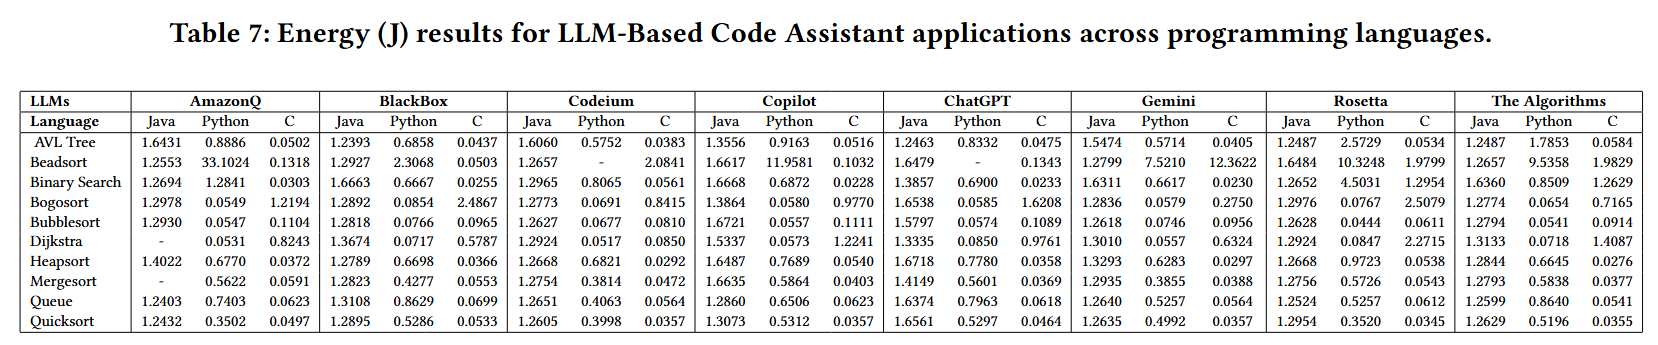 Table 7: Energy (J) results for LLM-Based Code Assistant applications across programming languages.
LLMs AmazonQ BlackBox Codeium Copilot ChatGPT Gemini Rosetta The Algorithms
Language Java Python C Java Python C Java Python C Java Python C Java Python C Java Python C Java Python C Java Python C
AVL Tree 1.6431 0.8886 0.0502 1.2393 0.6858 0.0437 1.6060 0.5752 0.0383 1.3556 0.9163 0.0516 1.2463 0.8332 0.0475 1.5474 0.5714 0.0405 1.2487 2.5729 0.0534 1.2487 1.7853 0.0584
Beadsort 1.2553 33.1024 0.1318 1.2927 2.3068 0.0503 1.2657 - 2.0841 1.6617 11.9581 0.1032 1.6479 - 0.1343 1.2799 7.5210 12.3622 1.6484 10.3248 1.9799 1.2657 9.5358 1.9829
Binary Search 1.2694 1.2841 0.0303 1.6663 0.6667 0.0255 1.2965 0.8065 0.0561 1.6668 0.6872 0.0228 1.3857 0.6900 0.0233 1.6311 0.6617 0.0230 1.2652 4.5031 1.2954 1.6360 0.8509 1.2629
Bogosort 1.2978 0.0549 1.2194 1.2892 0.0854 2.4867 1.2773 0.0691 0.8415 1.3864 0.0580 0.9770 1.6538 0.0585 1.6208 1.2836 0.0579 0.2750 1.2976 0.0767 2.5079 1.2774 0.0654 0.7165
Bubblesort 1.2930 0.0547 0.1104 1.2818 0.0766 0.0965 1.2627 0.0677 0.0810 1.6721 0.0557 0.1111 1.5797 0.0574 0.1089 1.2618 0.0746 0.0956 1.2628 0.0444 0.0611 1.2794 0.0541 0.0914
Dijkstra - 0.0531 0.8243 1.3674 0.0717 0.5787 1.2924 0.0517 0.0850 1.5337 0.0573 1.2241 1.3335 0.0850 0.9761 1.3010 0.0557 0.6324 1.2924 0.0847 2.2715 1.3133 0.0718 1.4087
Heapsort 1.4022 0.6770 0.0372 1.2789 0.6698 0.0366 1.2668 0.6821 0.0292 1.6487 0.7689 0.0540 1.6718 0.7780 0.0358 1.3293 0.6283 0.0297 1.2668 0.9723 0.0538 1.2844 0.6645 0.0276
Mergesort - 0.5622 0.0591 1.2823 0.4277 0.0553 1.2754 0.3814 0.0472 1.6635 0.5864 0.0403 1.4149 0.5601 0.0369 1.2935 0.3855 0.0388 1.2756 0.5726 0.0543 1.2793 0.5838 0.0377
Queue 1.2403 0.7403 0.0623 1.3108 0.8629 0.0699 1.2651 0.4063 0.0564 1.2860 0.6506 0.0623 1.6374 0.7963 0.0618 1.2640 0.5257 0.0564 1.2524 0.5257 0.0612 1.2599 0.8640 0.0541
Quicksort 1.2432 0.3502 0.0497 1.2895 0.5286 0.0533 1.2605 0.3998 0.0357 1.3073 0.5312 0.0357 1.6561 0.5297 0.0464 1.2635 0.4992 0.0357 1.2954 0.3520 0.0345 1.2629 0.5196 0.0355